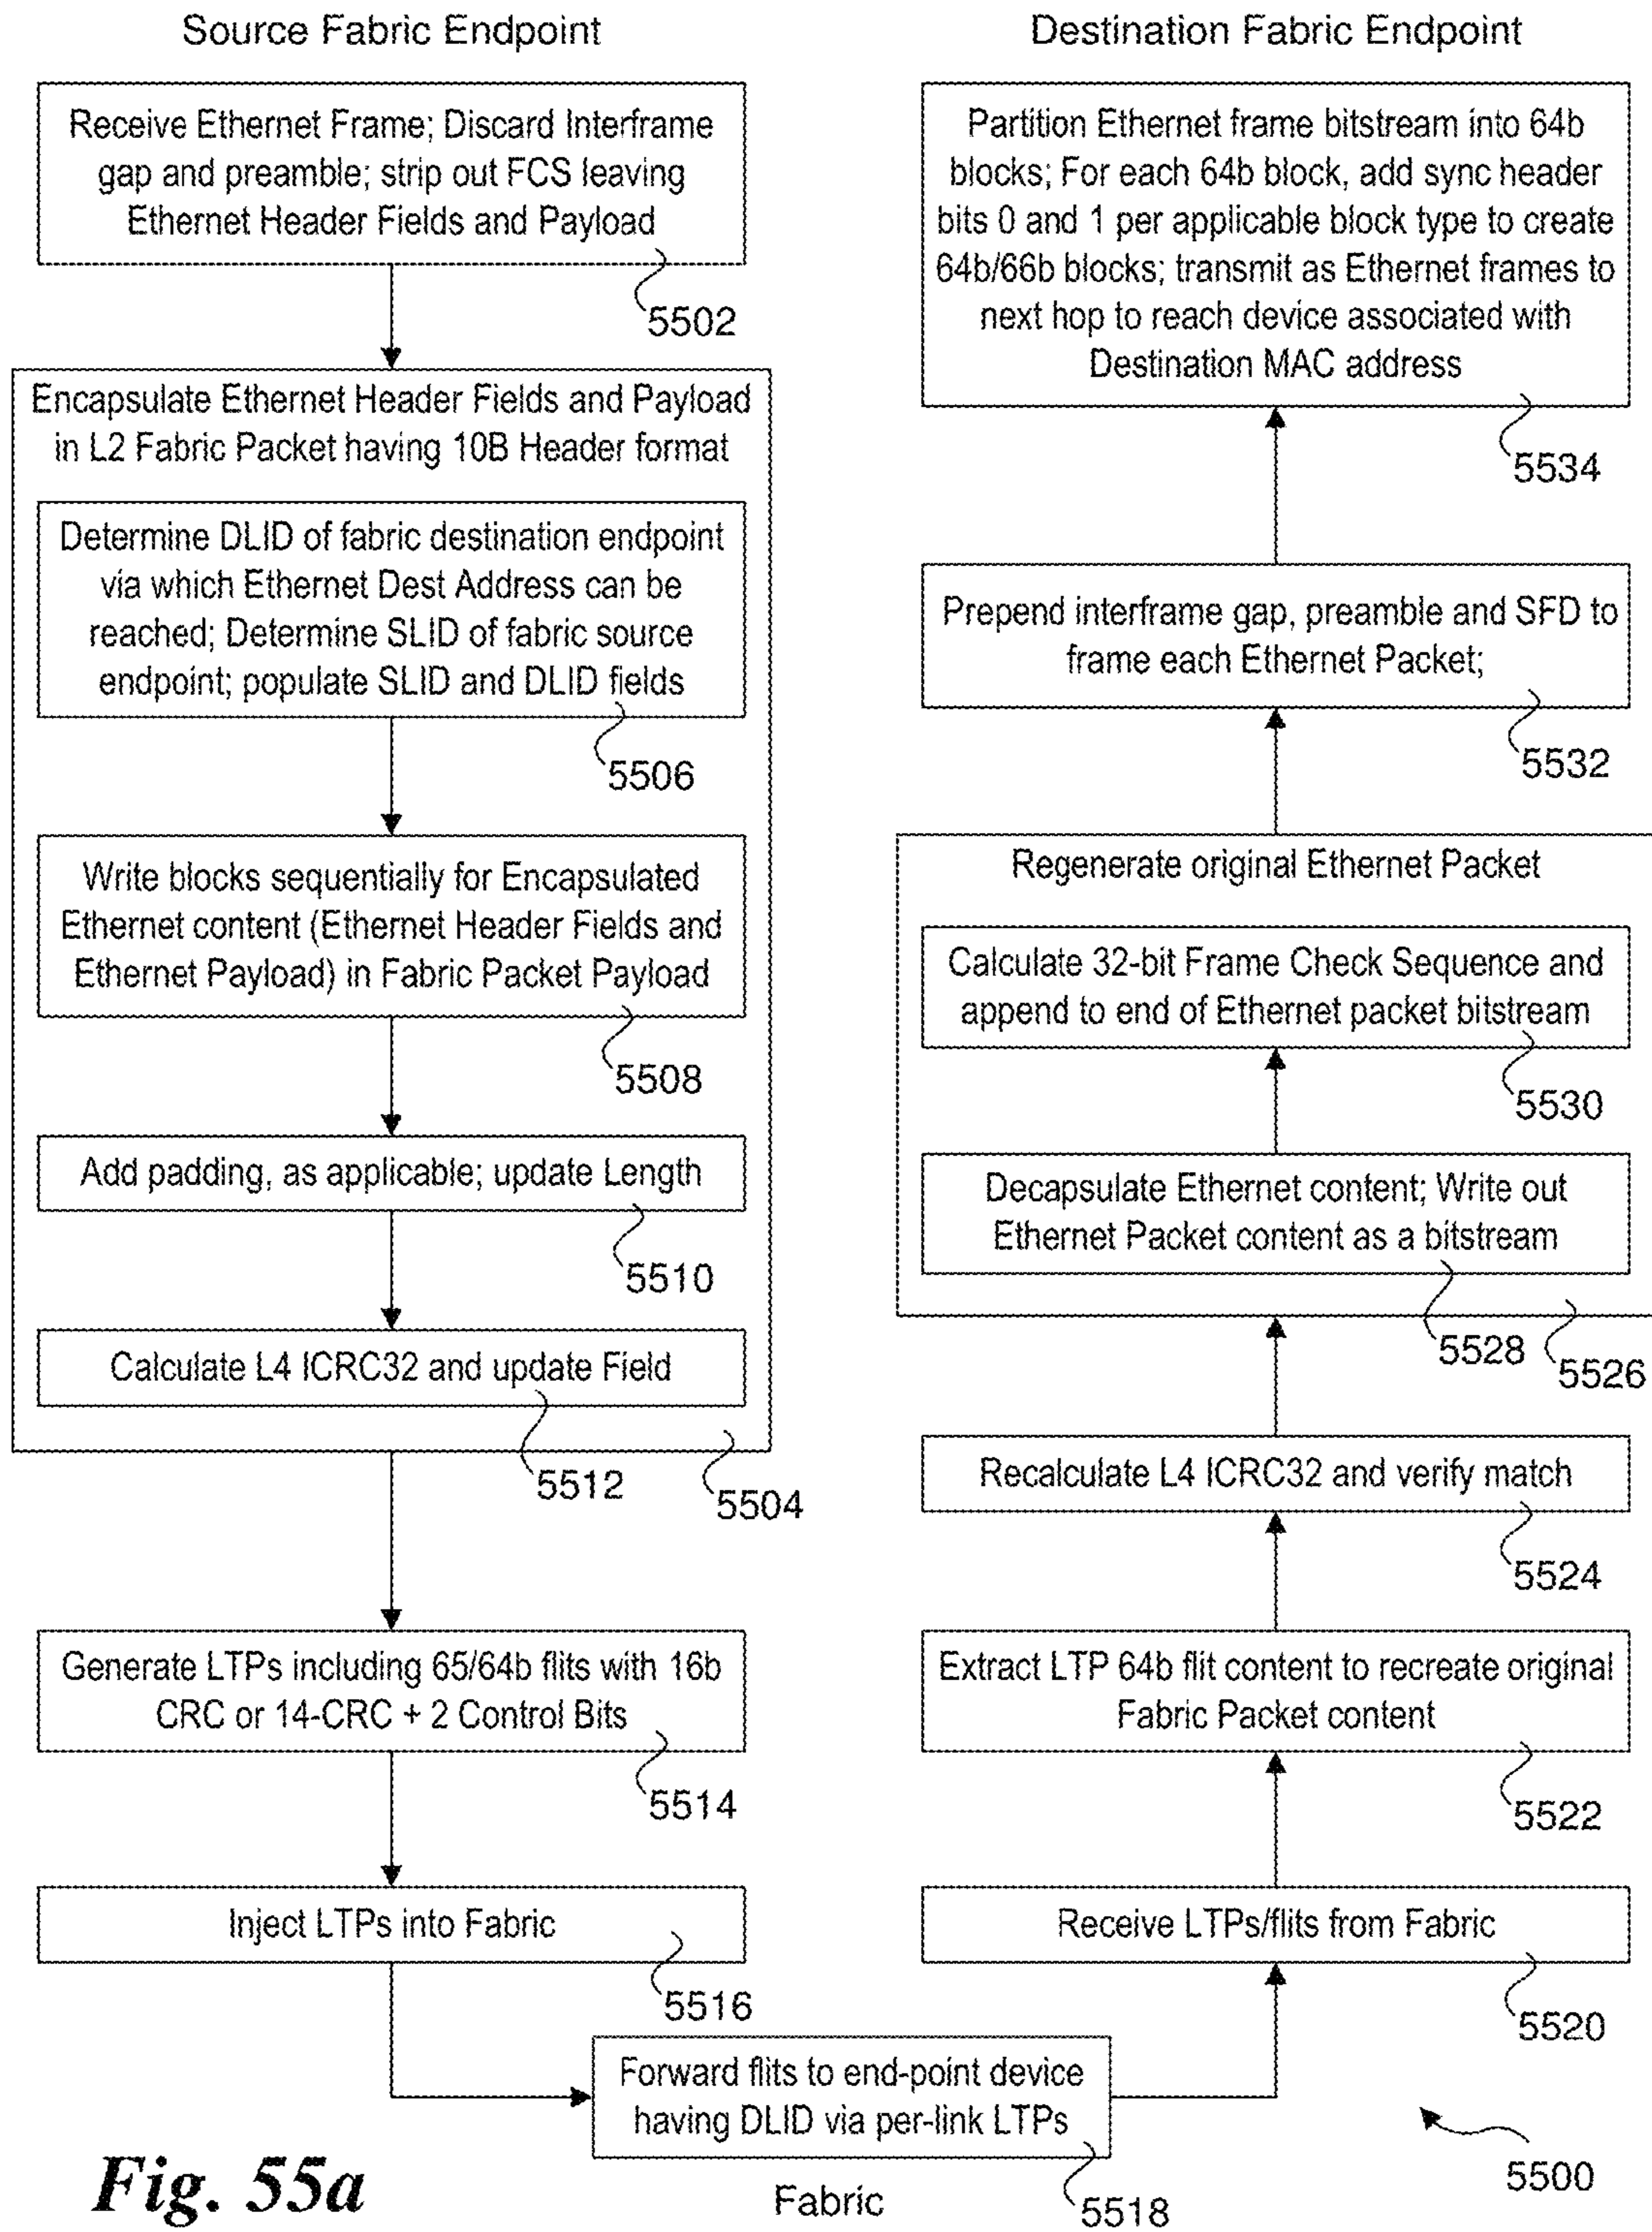 Source Fabric Endpoint
Receive Ethernet Frame; Discard Interframe
gap and preamble; strip out FCS leaving
Ethernet Header Fields and Payload
5502
Encapsulate Ethernet Header Fields and Payload
in L2 Fabric Packet having 10B Header format
Determine DLID of fabric destination endpoint
via which Ethernet Dest Address can be
reached; Determine SLID of fabric source
endpoint; populate SLID and DLID fields
5506
Write blocks sequentially for Encapsulated
Ethernet content (Ethernet Header Fields and
Ethernet Payload) in Fabric Packet Payload
5508
Add padding, as applicable; update Length
5510
Calculate L4 ICRC32 and update Field
5512
5504
Generate LTPs including 65/64b flits with 16b
CRC or 14-CRC + 2 Control Bits
5514
Inject LTPs into Fabric
5516
Forward flits to end-point device
having DLID via per-link LTPs
5518
Fabric
Destination Fabric Endpoint
Partition Ethernet frame bitstream into 64b
blocks; For each 64b block, add sync header
bits 0 and 1 per applicable block type to create
64b/66b blocks; transmit as Ethernet frames to
next hop to reach device associated with
Destination MAC address
5534
Prepend interframe gap, preamble and SFD to
frame each Ethernet Packet;
5532
Regenerate original Ethernet Packet
Calculate 32-bit Frame Check Sequence and
append to end of Ethernet packet bitstream
5530
Decapsulate Ethernet content; Write out
Ethernet Packet content as a bitstream
5528
5526
Recalculate L4 ICRC32 and verify match
5524
Extract LTP 64b flit content to recreate original
Fabric Packet content
5522
Receive LTPs/flits from Fabric
5520
5500
Fig. 55a